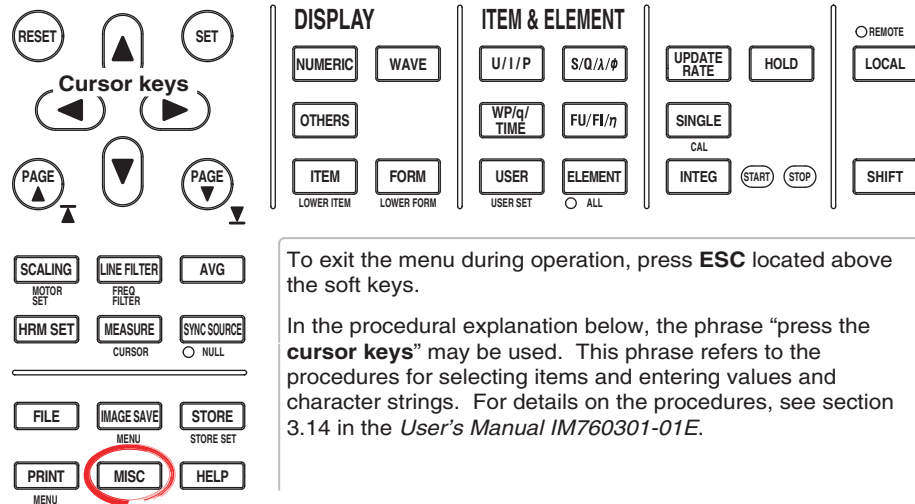 RESET
SET
Cursor keys
PAGE
PAGE
DISPLAY
NUMERIC
WAVE
OTHERS
ITEM
FORM
LOWER ITEM
LOWER FORM
ITEM & ELEMENT
U/I/P
S/Q/λ/ø
WP/q/
TIME
FU/FI/η
USER
ELEMENT
USER SET
ALL
UPDATE
RATE
HOLD
SINGLE
CAL
INTEG
START
STOP
REMOTE
LOCAL
SHIFT
SCALING
LINE FILTER
AVG
MOTOR
SET
FREQ
FILTER
HRM SET
MEASURE
SYNC SOURCE
CURSOR
NULL
FILE
IMAGE SAVE
STORE
MENU
STORE SET
PRINT
MISC
HELP
MENU
To exit the menu during operation, press ESC located above
the soft keys.
In the procedural explanation below, the phrase “press the
cursor keys” may be used. This phrase refers to the
procedures for selecting items and entering values and
character strings. For details on the procedures, see section
3.14 in the User's Manual IM760301-01E.